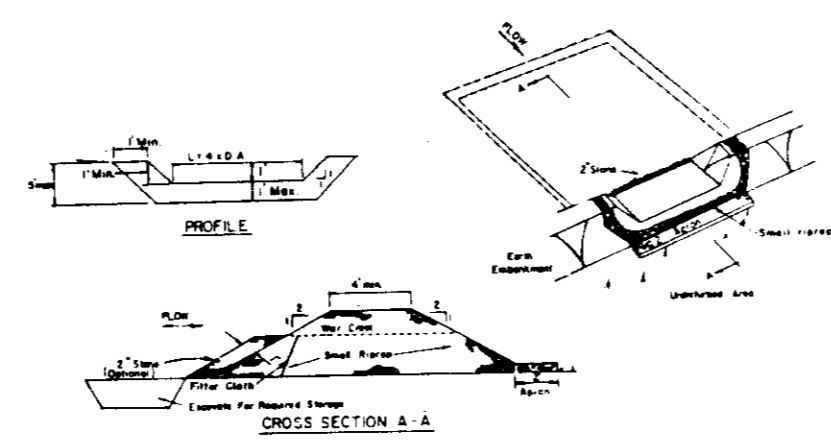 1' Min.
L = 4 x D.A
1'
1
1' Min.
1' Max.
PROFILE
FLOW
A
2" Stone
Small riprap
Apron
Earth
Embankment
A
Undisturbed Area
4' min.
2
1
2
1
FLOW
Weir Crest
Small Riprap
2" Stone
(Optional)
Filter Cloth
Apron
Excavate For Required Storage
CROSS SECTION A - A